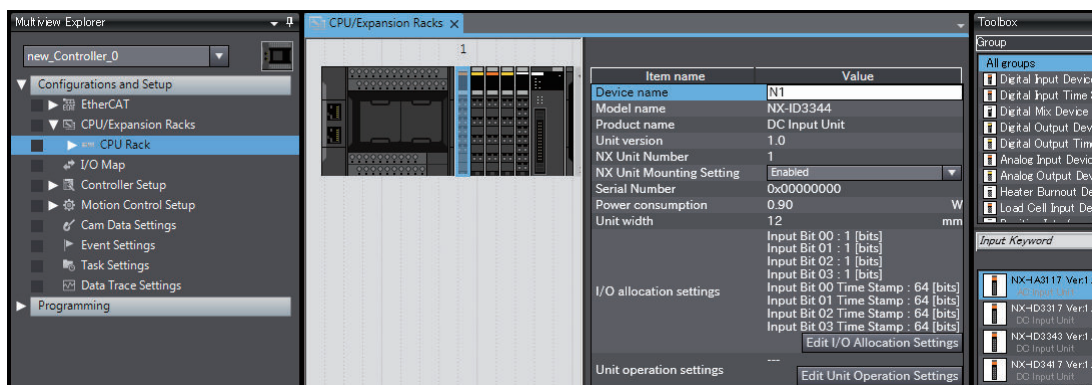 Multiview Explorer
new_Controller_0
Configurations and Setup
EtherCAT
CPU/Expansion Racks
CPU Rack
I/O Map
Controller Setup
Motion Control Setup
Cam Data Settings
Event Settings
Task Settings
Data Trace Settings
Programming
CPU/Expansion Racks
1
Item name Value
Device name N1
Model name NX-ID3344
Product name DC Input Unit
Unit version 1.0
NX Unit Number 1
NX Unit Mounting Setting Enabled
Serial Number 0x00000000
Power consumption 0.90 W
Unit width 12 mm
I/O allocation settings
Input Bit 00 : 1 [bits]
Input Bit 01 : 1 [bits]
Input Bit 02 : 1 [bits]
Input Bit 03 : 1 [bits]
Input Bit 00 Time Stamp : 64 [bits]
Input Bit 01 Time Stamp : 64 [bits]
Input Bit 02 Time Stamp : 64 [bits]
Input Bit 03 Time Stamp : 64 [bits]
Edit I/O Allocation Settings
Unit operation settings
---
Edit Unit Operation Settings
Toolbox
Group
All groups
Digital Input Device
Digital Input Time
Digital Mix Device
Digital Output Dev
Digital Output Tim
Analog Input Devic
Analog Output Dev
Heater Burnout De
Load Cell Input De
Input Keyword
NX-IA3117 Ver.1.
NX-ID3317 Ver.1.
DC Input Unit
NX-ID3343 Ver.1.
DC Input Unit
NX-ID3417 Ver.1.
DC Input Unit